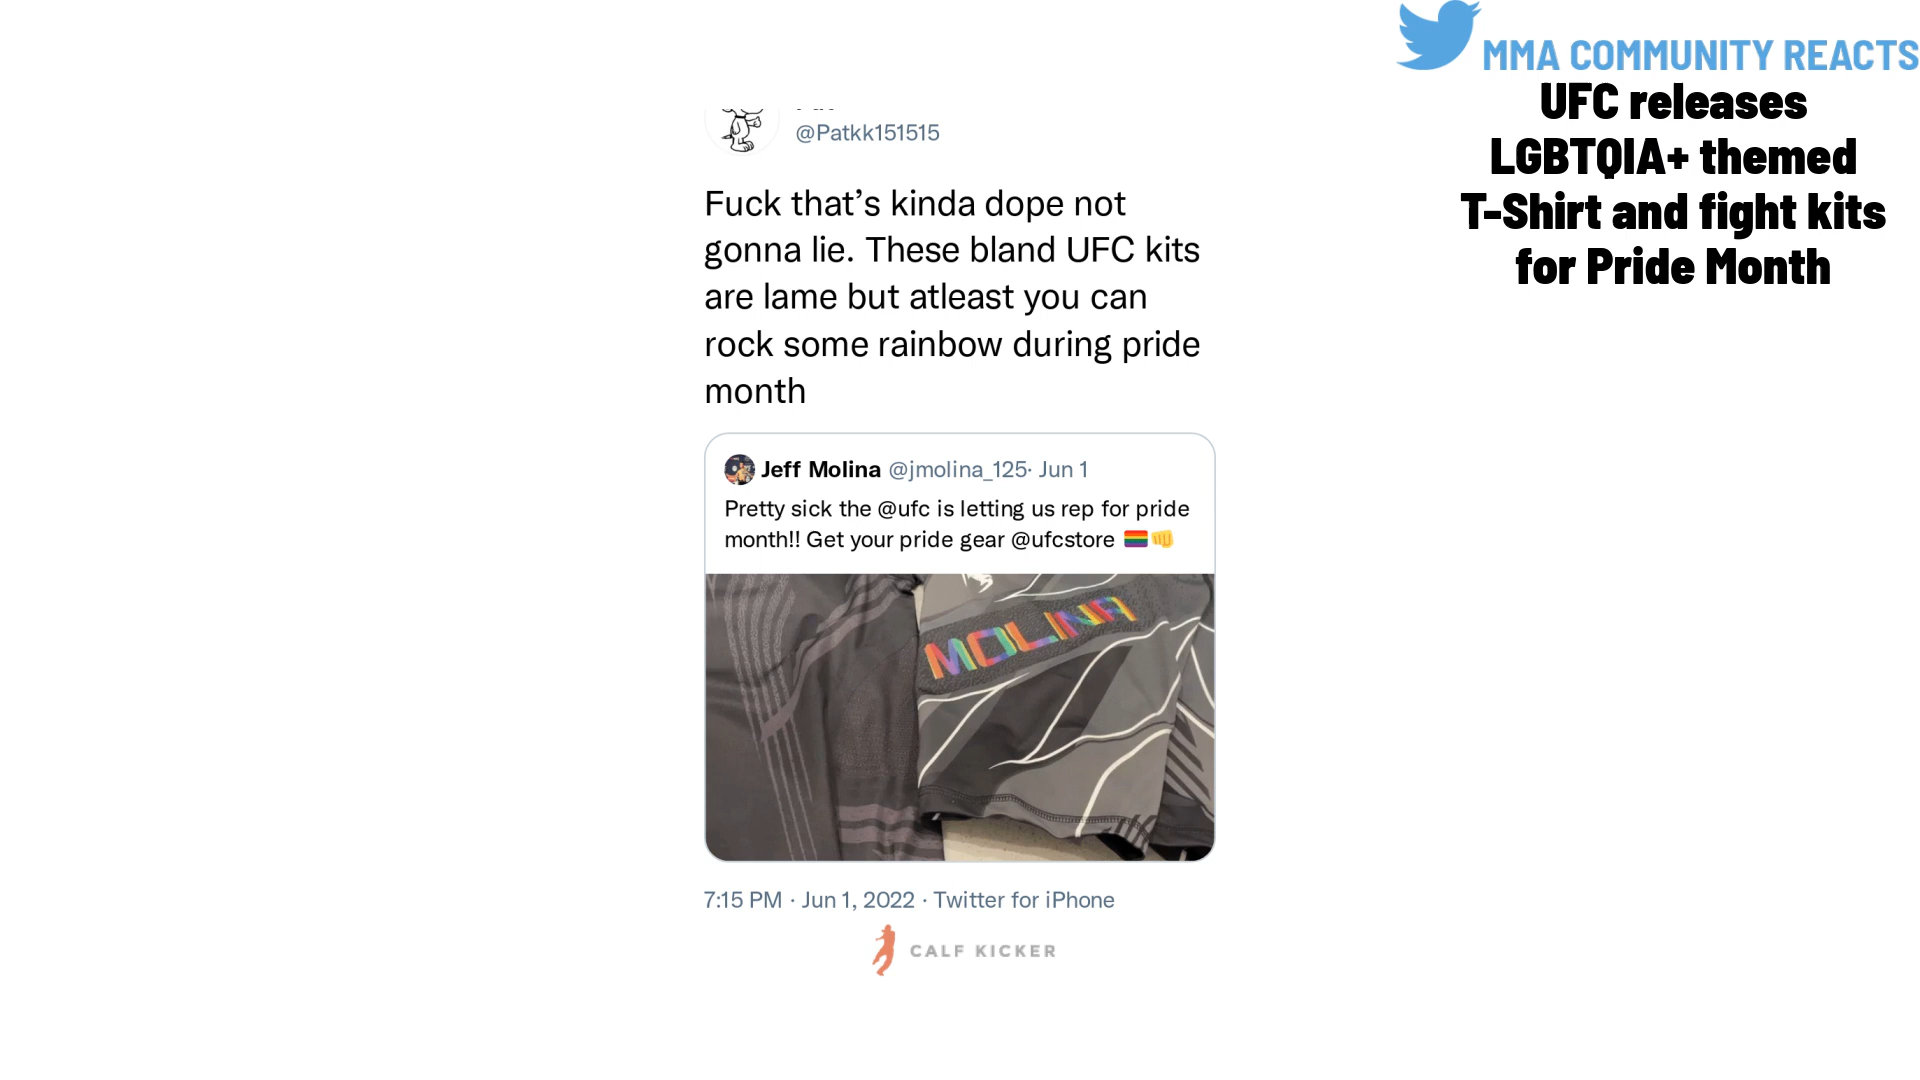 MMA COMMUNITY REACTS
UFC releases
LGBTQIA+ themed
T-Shirt and fight kits
for Pride Month
@Patkk151515
Fuck that’s kinda dope not
gonna lie. These bland UFC kits
are lame but atleast you can
rock some rainbow during pride
month
Jeff Molina @jmolina_125· Jun 1
Pretty sick the @ufc is letting us rep for pride
month!! Get your pride gear @ufcstore 🏳️‍🌈👊
MOLINA
7:15 PM · Jun 1, 2022 · Twitter for iPhone
CALF KICKER